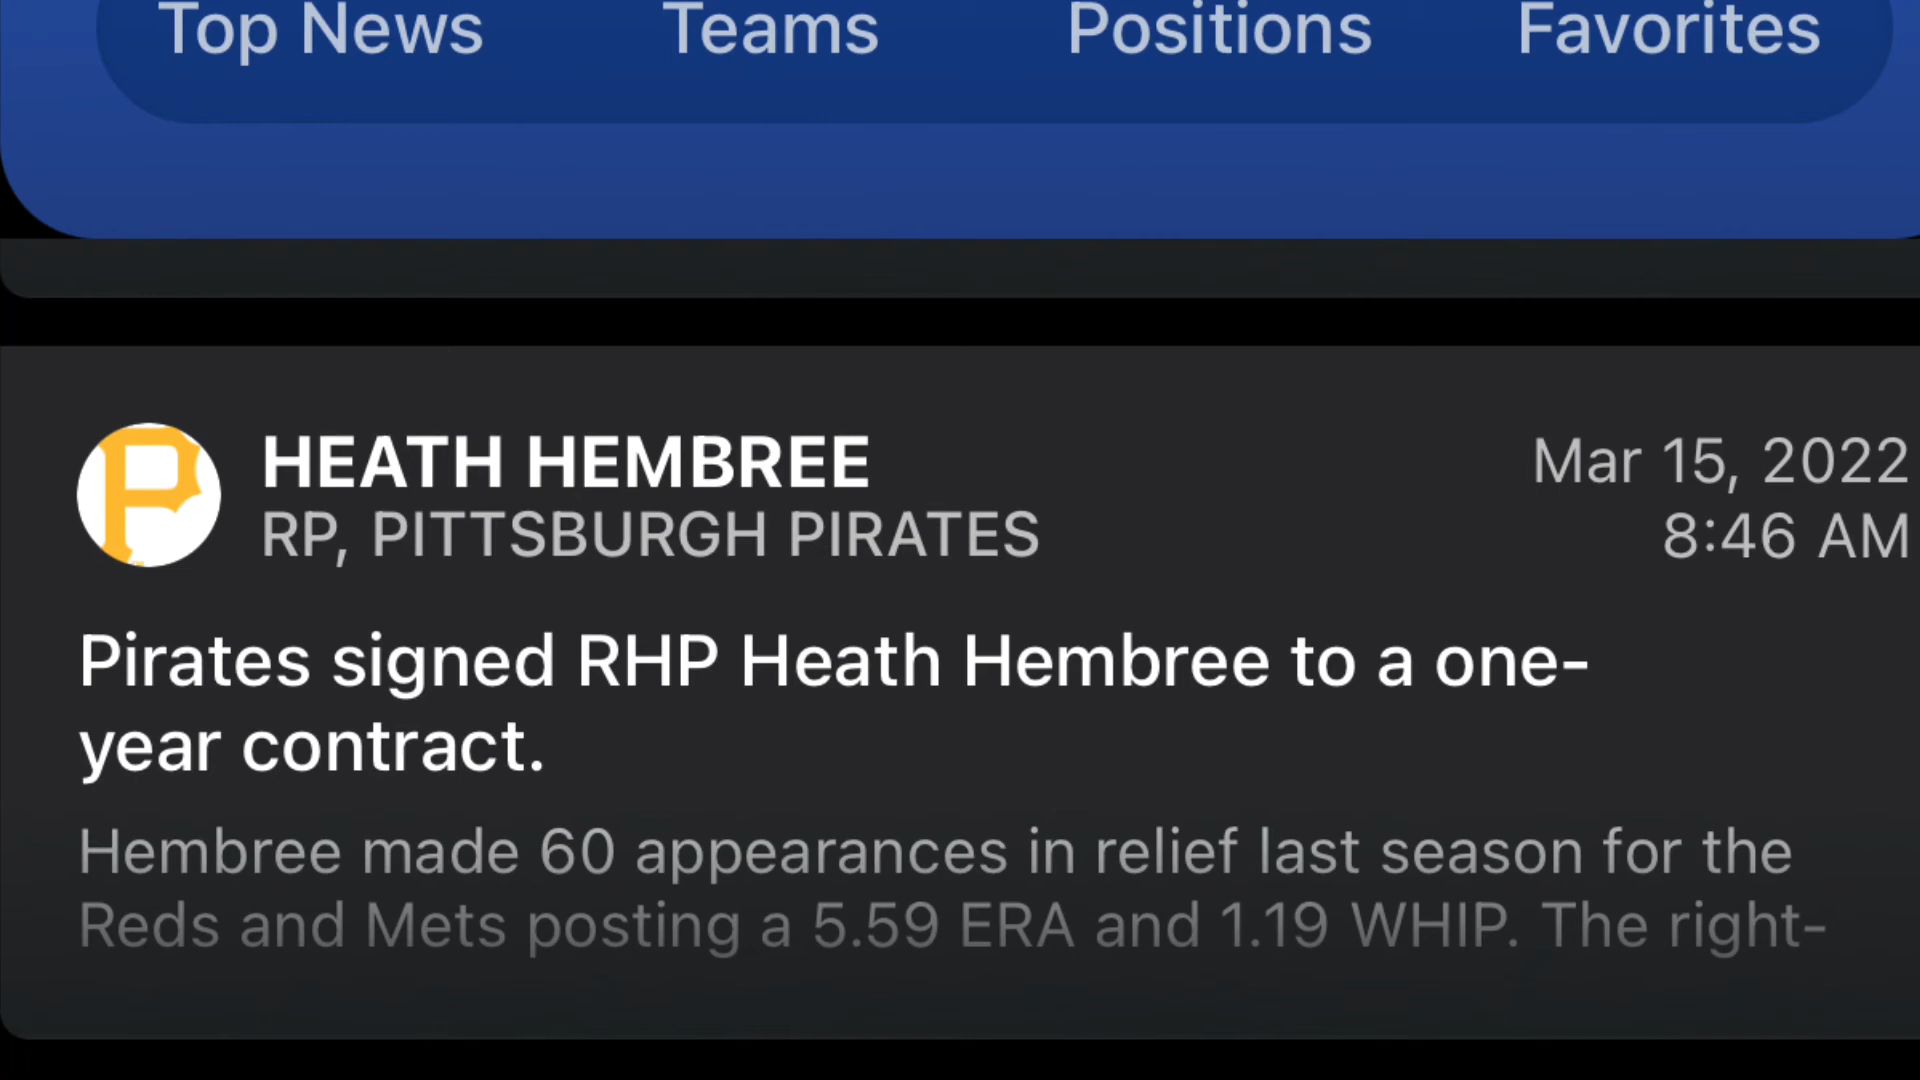 Top News Teams Positions Favorites
HEATH HEMBREE
RP, PITTSBURGH PIRATES
Mar 15, 2022
8:46 AM
Pirates signed RHP Heath Hembree to a one-
year contract.
Hembree made 60 appearances in relief last season for the
Reds and Mets posting a 5.59 ERA and 1.19 WHIP. The right-